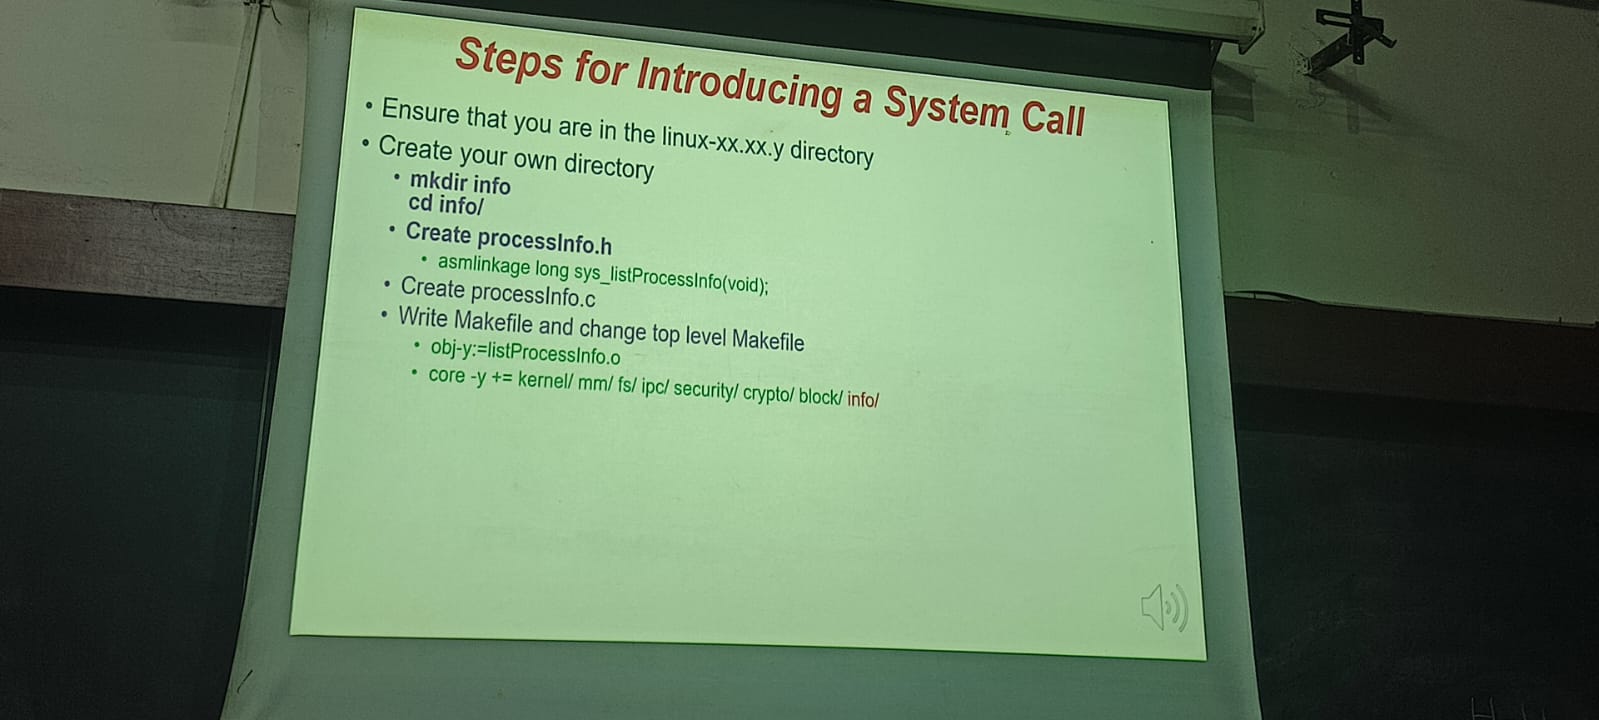 Steps for Introducing a System Call
• Ensure that you are in the linux-xx.xx.y directory
• Create your own directory
• mkdir info
cd info/
• Create processInfo.h
• asmlinkage long sys_listProcessInfo(void);
• Create processInfo.c
• Write Makefile and change top level Makefile
• obj-y:=listProcessInfo.o
• core -y += kernel/ mm/ fs/ ipc/ security/ crypto/ block/ info/